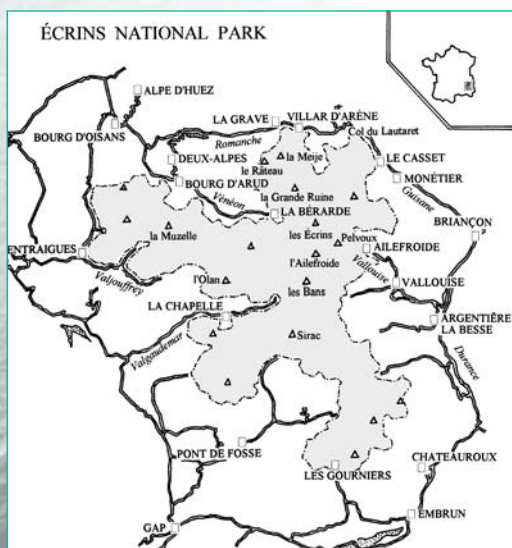 ÉCRINS NATIONAL PARK
ALPE D'HUEZ
LA GRAVE
VILLAR D'ARÈNE
BOURG D'OISANS
Romanche
Col du Lautaret
DEUX-ALPES
la Meije
LE CASSET
le Râteau
MONÉTIER
BOURG D'ARUD
la Grande Ruine
Guisane
Vénéon
LA BÉRARDE
BRIANÇON
la Muzelle
les Écrins
Pelvoux
ENTRAIGUES
AILEFROIDE
l'Ailefroide
Vallouise
Valjouffrey
l'Olan
les Bans
VALLOUISE
LA CHAPELLE
ARGENTIÈRE
LA BESSE
Valgaudemar
Sirac
Durance
PONT DE FOSSE
LES GOURNIERS
CHATEAUROUX
GAP
EMBRUN